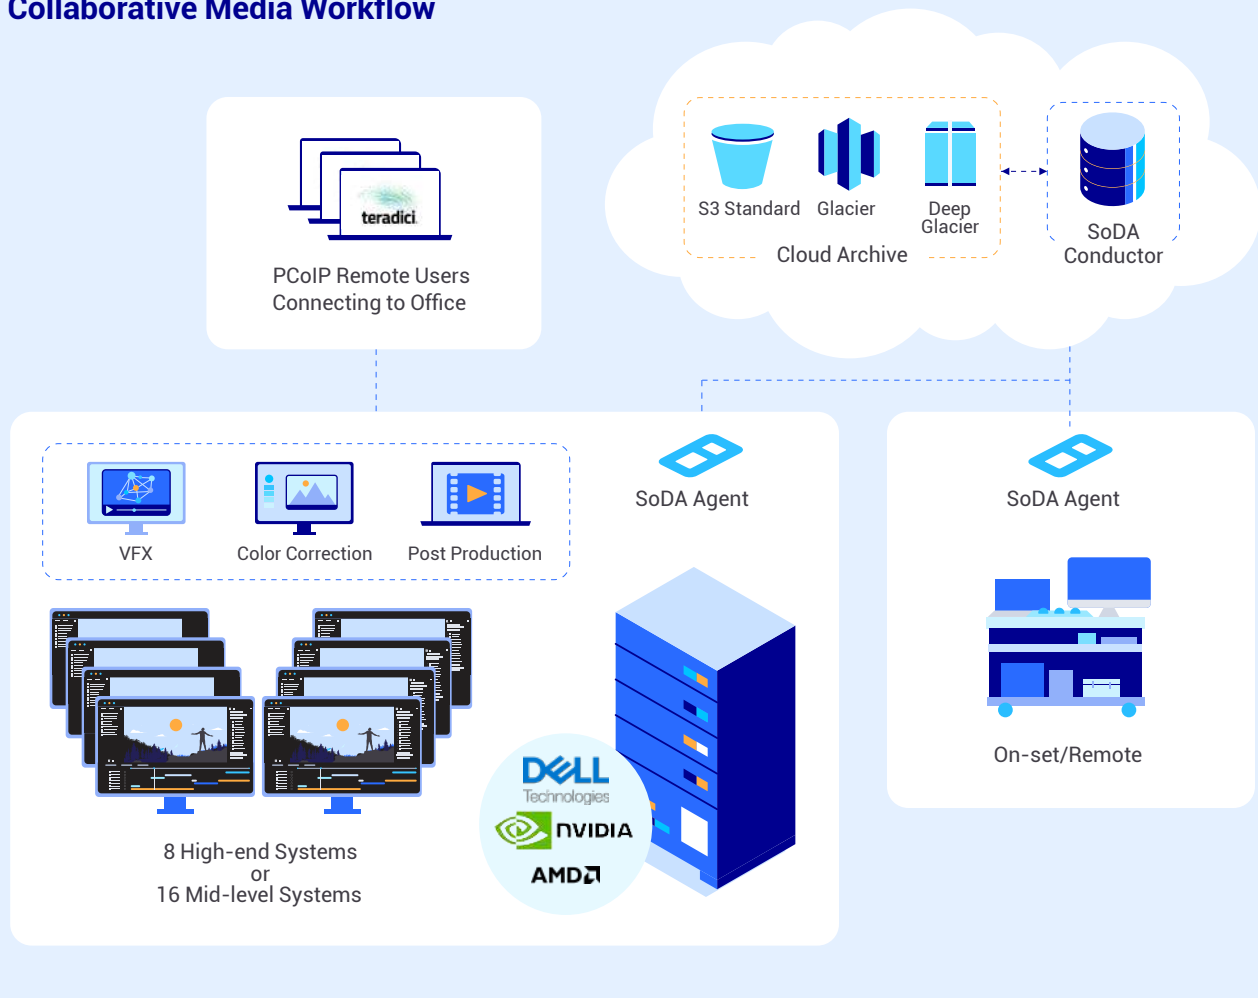 Collaborative Media Workflow
teradici
PCoIP Remote Users
Connecting to Office
S3 Standard
Glacier
Deep
Glacier
Cloud Archive
SoDA
Conductor
VFX
Color Correction
Post Production
SoDA Agent
SoDA Agent
DELL
Technologies
NVIDIA
AMD
8 High-end Systems
or
16 Mid-level Systems
On-set/Remote